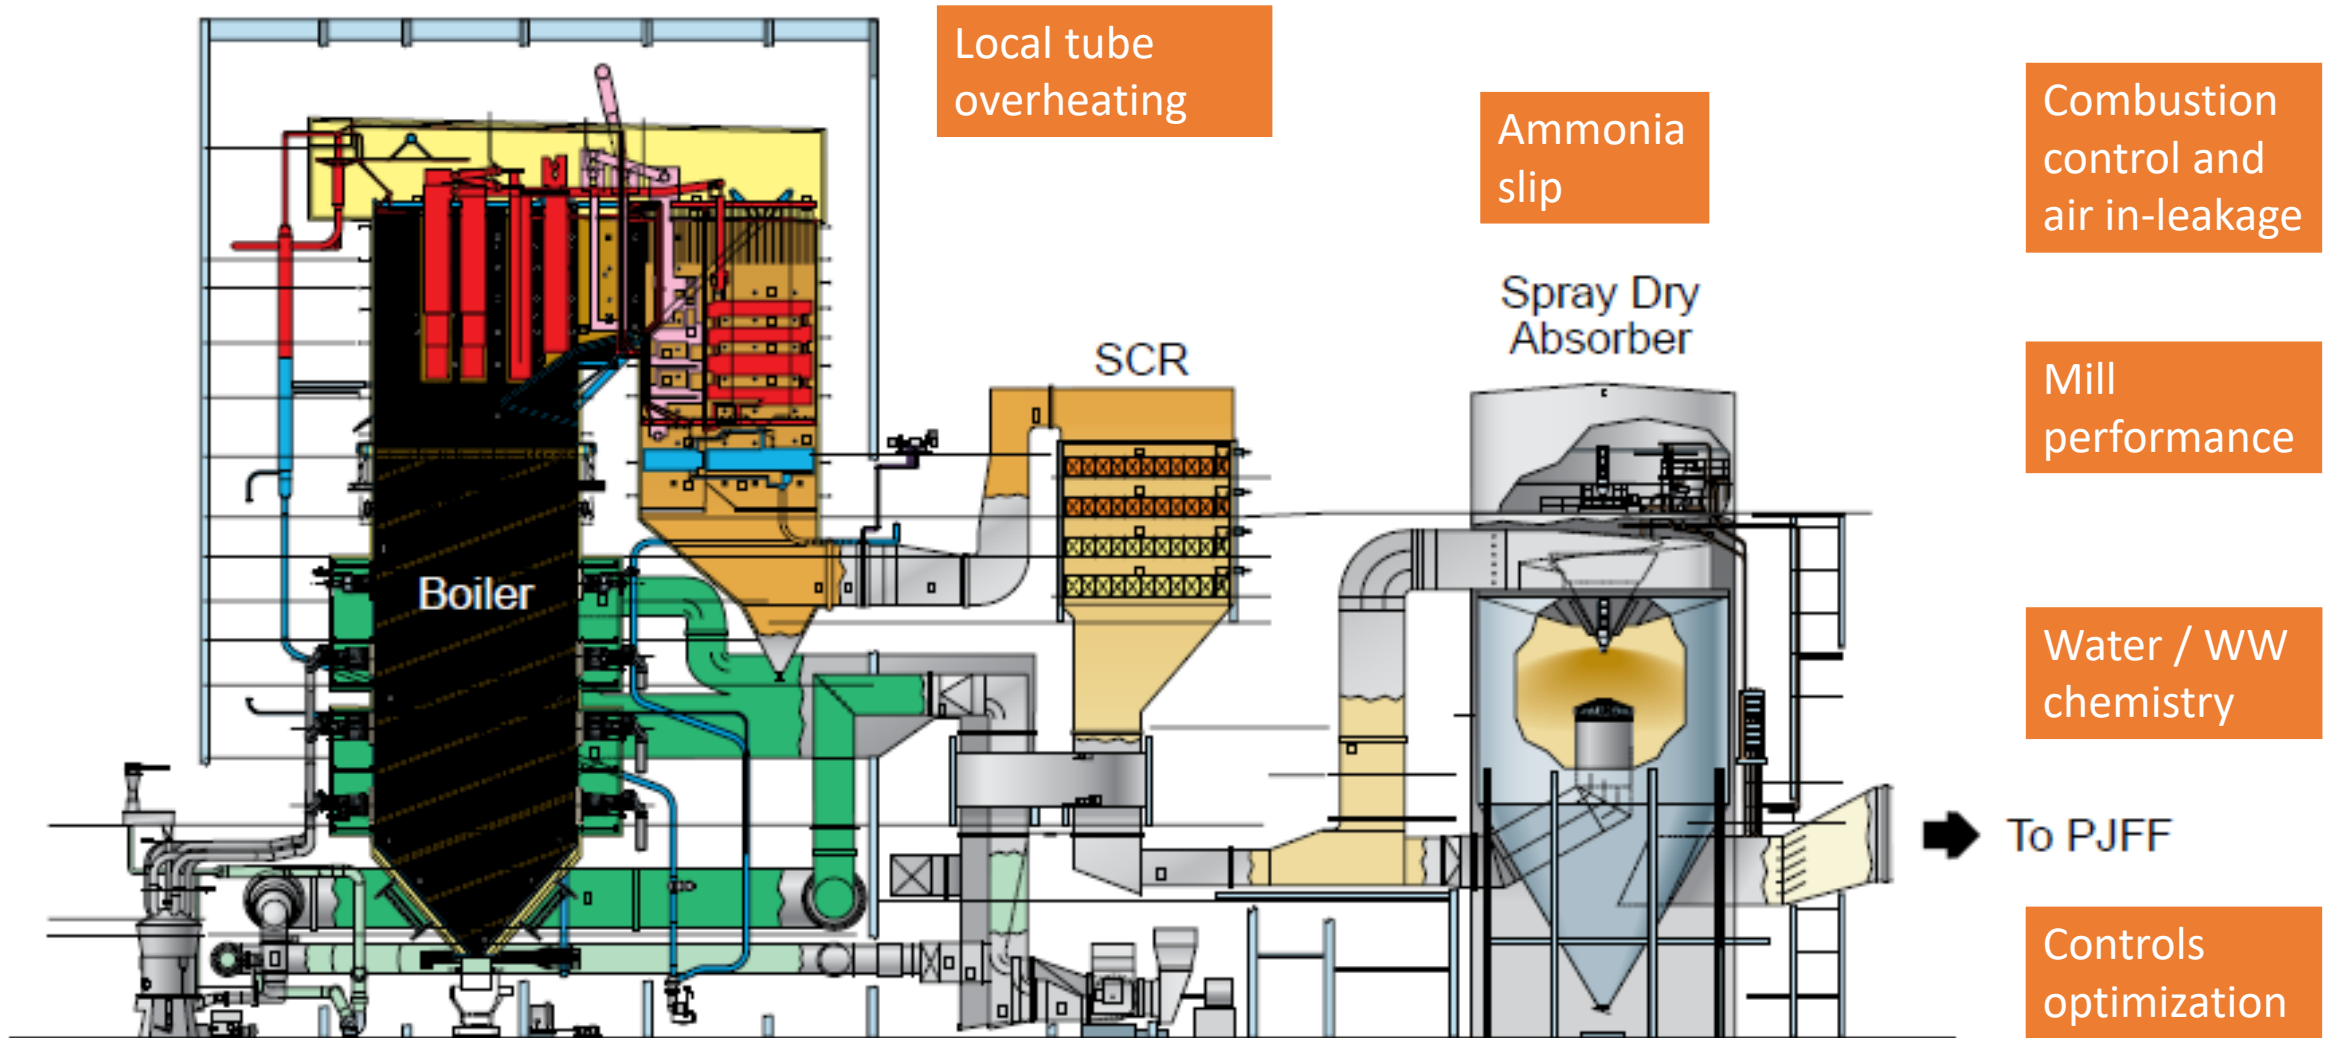 Local tube
overheating
Ammonia
slip
Combustion
control and
air in-leakage
Spray Dry
Absorber
SCR
Mill
performance
Boiler
Water / WW
chemistry
To PJFF
Controls
optimization